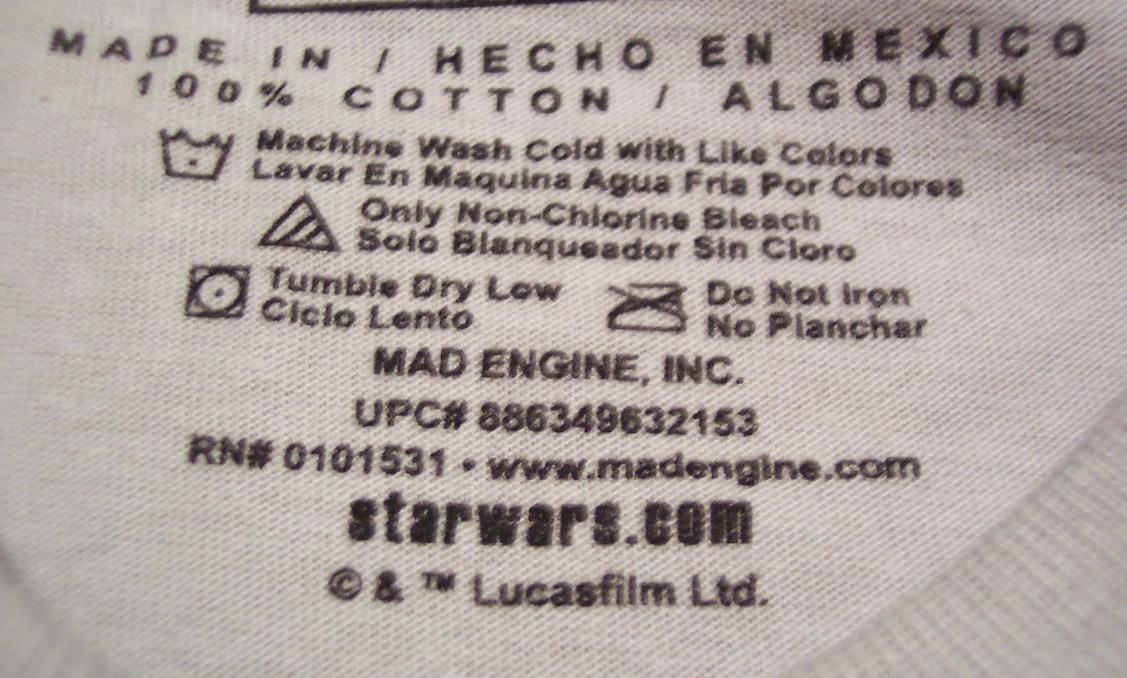 MADE IN / HECHO EN MEXICO
100% COTTON / ALGODON
Machine Wash Cold with Like Colors
Lavar En Maquina Agua Fria Por Colores
Only Non-Chlorine Bleach
Solo Blanqueador Sin Cloro
Tumble Dry Low
Ciclo Lento
Do Not Iron
No Planchar
MAD ENGINE, INC.
UPC# 886349632153
RN# 0101531 • www.madengine.com
starwars.com
© & ™ Lucasfilm Ltd.